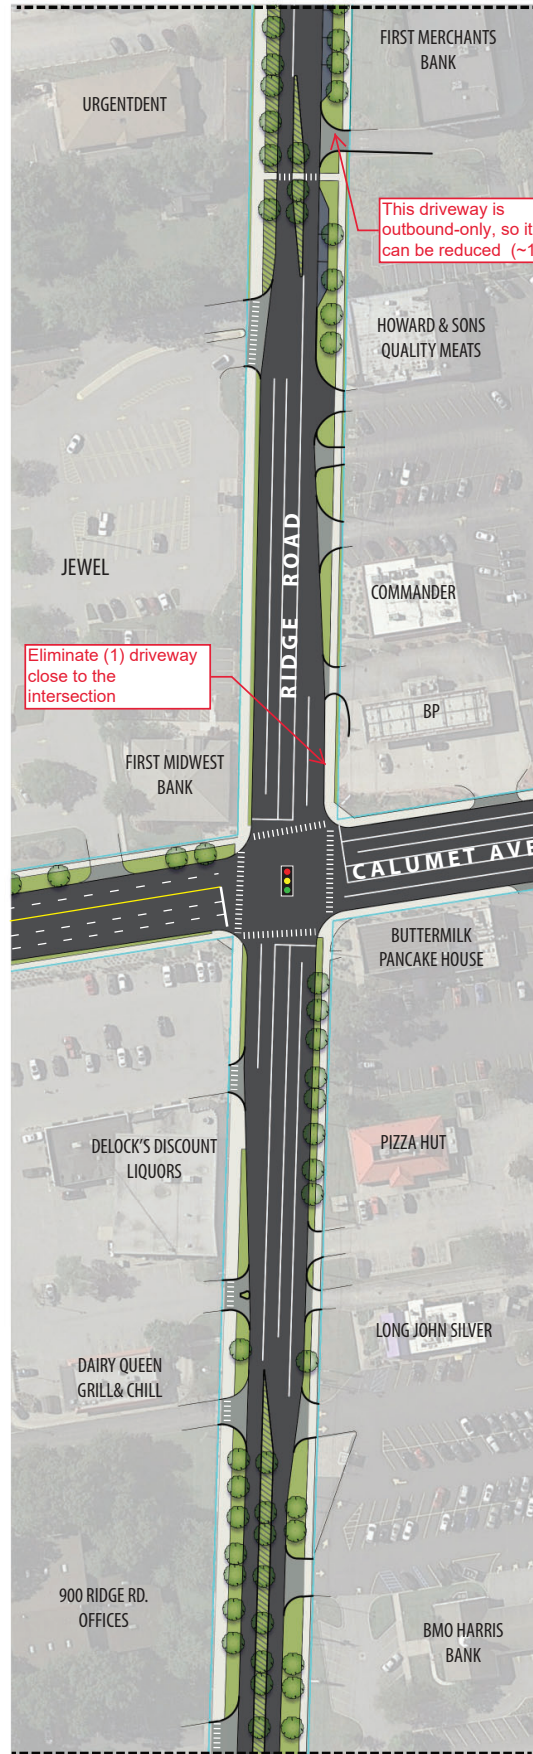 FIRST MERCHANTS
BANK
URGENTDENT
This driveway is
outbound-only, so it
can be reduced (~1
HOWARD & SONS
QUALITY MEATS
RIDGE ROAD
JEWEL
COMMANDER
Eliminate (1) driveway
close to the
intersection
BP
FIRST MIDWEST
BANK
CALUMET AVE
BUTTERMILK
PANCAKE HOUSE
DELOCK'S DISCOUNT
LIQUORS
PIZZA HUT
LONG JOHN SILVER
DAIRY QUEEN
GRILL& CHILL
900 RIDGE RD.
OFFICES
BMO HARRIS
BANK